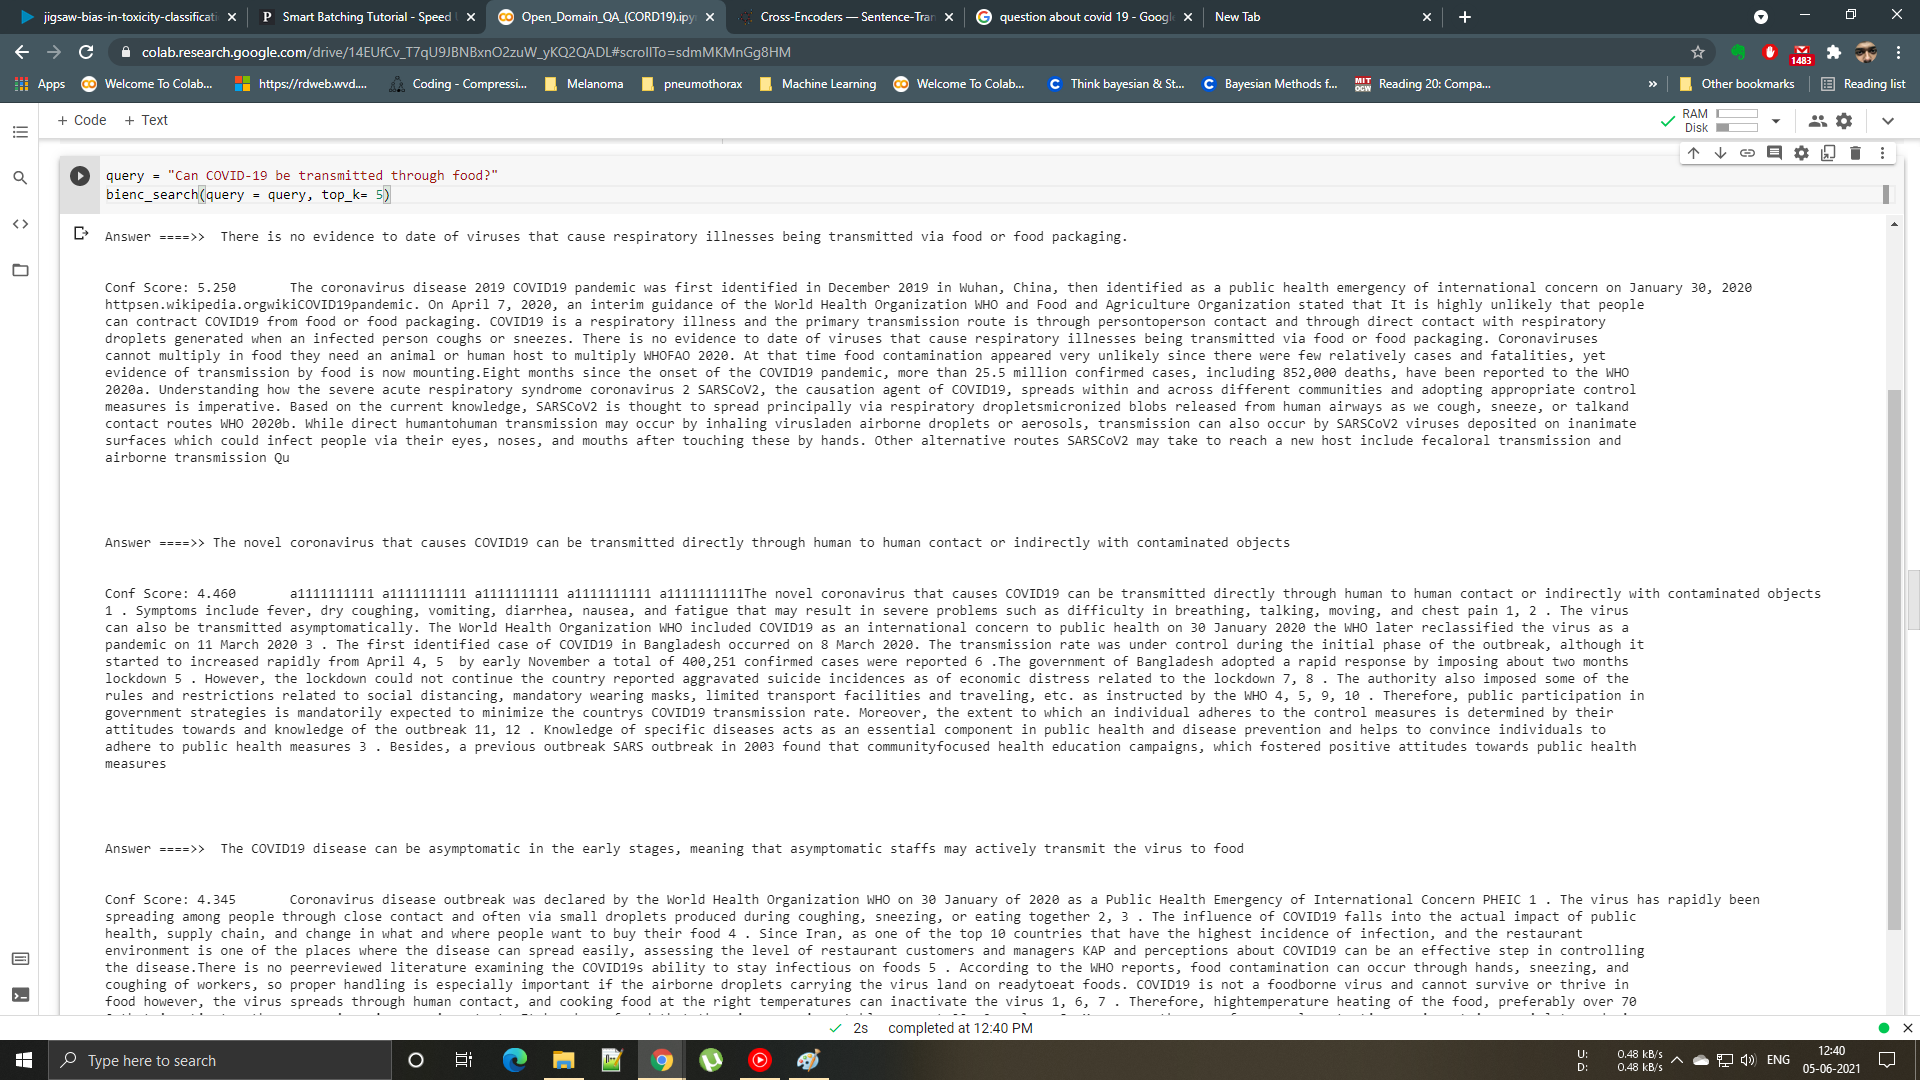 jigsaw-bias-in-toxicity-classificati
Smart Batching Tutorial - Speed
Open_Domain_QA_(CORD19).ipy
Cross-Encoders — Sentence-Tran
question about covid 19 - Googl
New Tab
colab.research.google.com/drive/14EUfCv_T7qU9JBNBxnO2zuW_yKQ2QADL#scrollTo=sdmMKMnGg8HM
1483
Apps
Welcome To Colab...
https://rdweb.wvd....
Coding - Compressi...
Melanoma
pneumothorax
Machine Learning
Welcome To Colab...
Think bayesian & St...
Bayesian Methods f...
Reading 20: Compa...
»
Other bookmarks
Reading list
+ Code + Text
RAM
Disk
query = "Can COVID-19 be transmitted through food?"
bienc_search(query = query, top_k= 5)
Answer ====>> There is no evidence to date of viruses that cause respiratory illnesses being transmitted via food or food packaging.
Conf Score: 5.250 The coronavirus disease 2019 COVID19 pandemic was first identified in December 2019 in Wuhan, China, then identified as a public health emergency of international concern on January 30, 2020
httpsen.wikipedia.orgwikiCOVID19pandemic. On April 7, 2020, an interim guidance of the World Health Organization WHO and Food and Agriculture Organization stated that It is highly unlikely that people
can contract COVID19 from food or food packaging. COVID19 is a respiratory illness and the primary transmission route is through persontoperson contact and through direct contact with respiratory
droplets generated when an infected person coughs or sneezes. There is no evidence to date of viruses that cause respiratory illnesses being transmitted via food or food packaging. Coronaviruses
cannot multiply in food they need an animal or human host to multiply WHOFAO 2020. At that time food contamination appeared very unlikely since there were few relatively cases and fatalities, yet
evidence of transmission by food is now mounting.Eight months since the onset of the COVID19 pandemic, more than 25.5 million confirmed cases, including 852,000 deaths, have been reported to the WHO
2020a. Understanding how the severe acute respiratory syndrome coronavirus 2 SARSCoV2, the causation agent of COVID19, spreads within and across different communities and adopting appropriate control
measures is imperative. Based on the current knowledge, SARSCoV2 is thought to spread principally via respiratory dropletsmicronized blobs released from human airways as we cough, sneeze, or talkand
contact routes WHO 2020b. While direct humantohuman transmission may occur by inhaling virusladen airborne droplets or aerosols, transmission can also occur by SARSCoV2 viruses deposited on inanimate
surfaces which could infect people via their eyes, noses, and mouths after touching these by hands. Other alternative routes SARSCoV2 may take to reach a new host include fecaloral transmission and
airborne transmission Qu
Answer ====>> The novel coronavirus that causes COVID19 can be transmitted directly through human to human contact or indirectly with contaminated objects
Conf Score: 4.460 a1111111111 a1111111111 a1111111111 a1111111111 a1111111111The novel coronavirus that causes COVID19 can be transmitted directly through human to human contact or indirectly with contaminated objects
1 . Symptoms include fever, dry coughing, vomiting, diarrhea, nausea, and fatigue that may result in severe problems such as difficulty in breathing, talking, moving, and chest pain 1, 2 . The virus
can also be transmitted asymptomatically. The World Health Organization WHO included COVID19 as an international concern to public health on 30 January 2020 the WHO later reclassified the virus as a
pandemic on 11 March 2020 3 . The first identified case of COVID19 in Bangladesh occurred on 8 March 2020. The transmission rate was under control during the initial phase of the outbreak, although it
started to increased rapidly from April 4, 5  by early November a total of 400,251 confirmed cases were reported 6 .The government of Bangladesh adopted a rapid response by imposing about two months
lockdown 5 . However, the lockdown could not continue the country reported aggravated suicide incidences as of economic distress related to the lockdown 7, 8 . The authority also imposed some of the
rules and restrictions related to social distancing, mandatory wearing masks, limited transport facilities and traveling, etc. as instructed by the WHO 4, 5, 9, 10 . Therefore, public participation in
government strategies is mandatorily expected to minimize the countrys COVID19 transmission rate. Moreover, the extent to which an individual adheres to the control measures is determined by their
attitudes towards and knowledge of the outbreak 11, 12 . Knowledge of specific diseases acts as an essential component in public health and disease prevention and helps to convince individuals to
adhere to public health measures 3 . Besides, a previous outbreak SARS outbreak in 2003 found that communityfocused health education campaigns, which fostered positive attitudes towards public health
measures
Answer ====>> The COVID19 disease can be asymptomatic in the early stages, meaning that asymptomatic staffs may actively transmit the virus to food
Conf Score: 4.345 Coronavirus disease outbreak was declared by the World Health Organization WHO on 30 January of 2020 as a Public Health Emergency of International Concern PHEIC 1 . The virus has rapidly been
spreading among people through close contact and often via small droplets produced during coughing, sneezing, or eating together 2, 3 . The influence of COVID19 falls into the actual impact of public
health, supply chain, and change in what and where people want to buy their food 4 . Since Iran, as one of the top 10 countries that have the highest incidence of infection, and the restaurant
environment is one of the places where the disease can spread easily, assessing the level of restaurant customers and managers KAP and perceptions about COVID19 can be an effective step in controlling
the disease.There is no peerreviewed literature examining the COVID19s ability to stay infectious on foods 5 . According to the WHO reports, food contamination can occur through hands, sneezing, and
coughing of workers, so proper handling is especially important if the airborne droplets carrying the virus land on readytoeat foods. COVID19 is not a foodborne virus and cannot survive or thrive in
food however, the virus spreads through human contact, and cooking food at the right temperatures can inactivate the virus 1, 6, 7 . Therefore, hightemperature heating of the food, preferably over 70
2s completed at 12:40 PM
Type here to search
U: 0.48 kB/s
D: 0.48 kB/s
ENG
12:40
05-06-2021